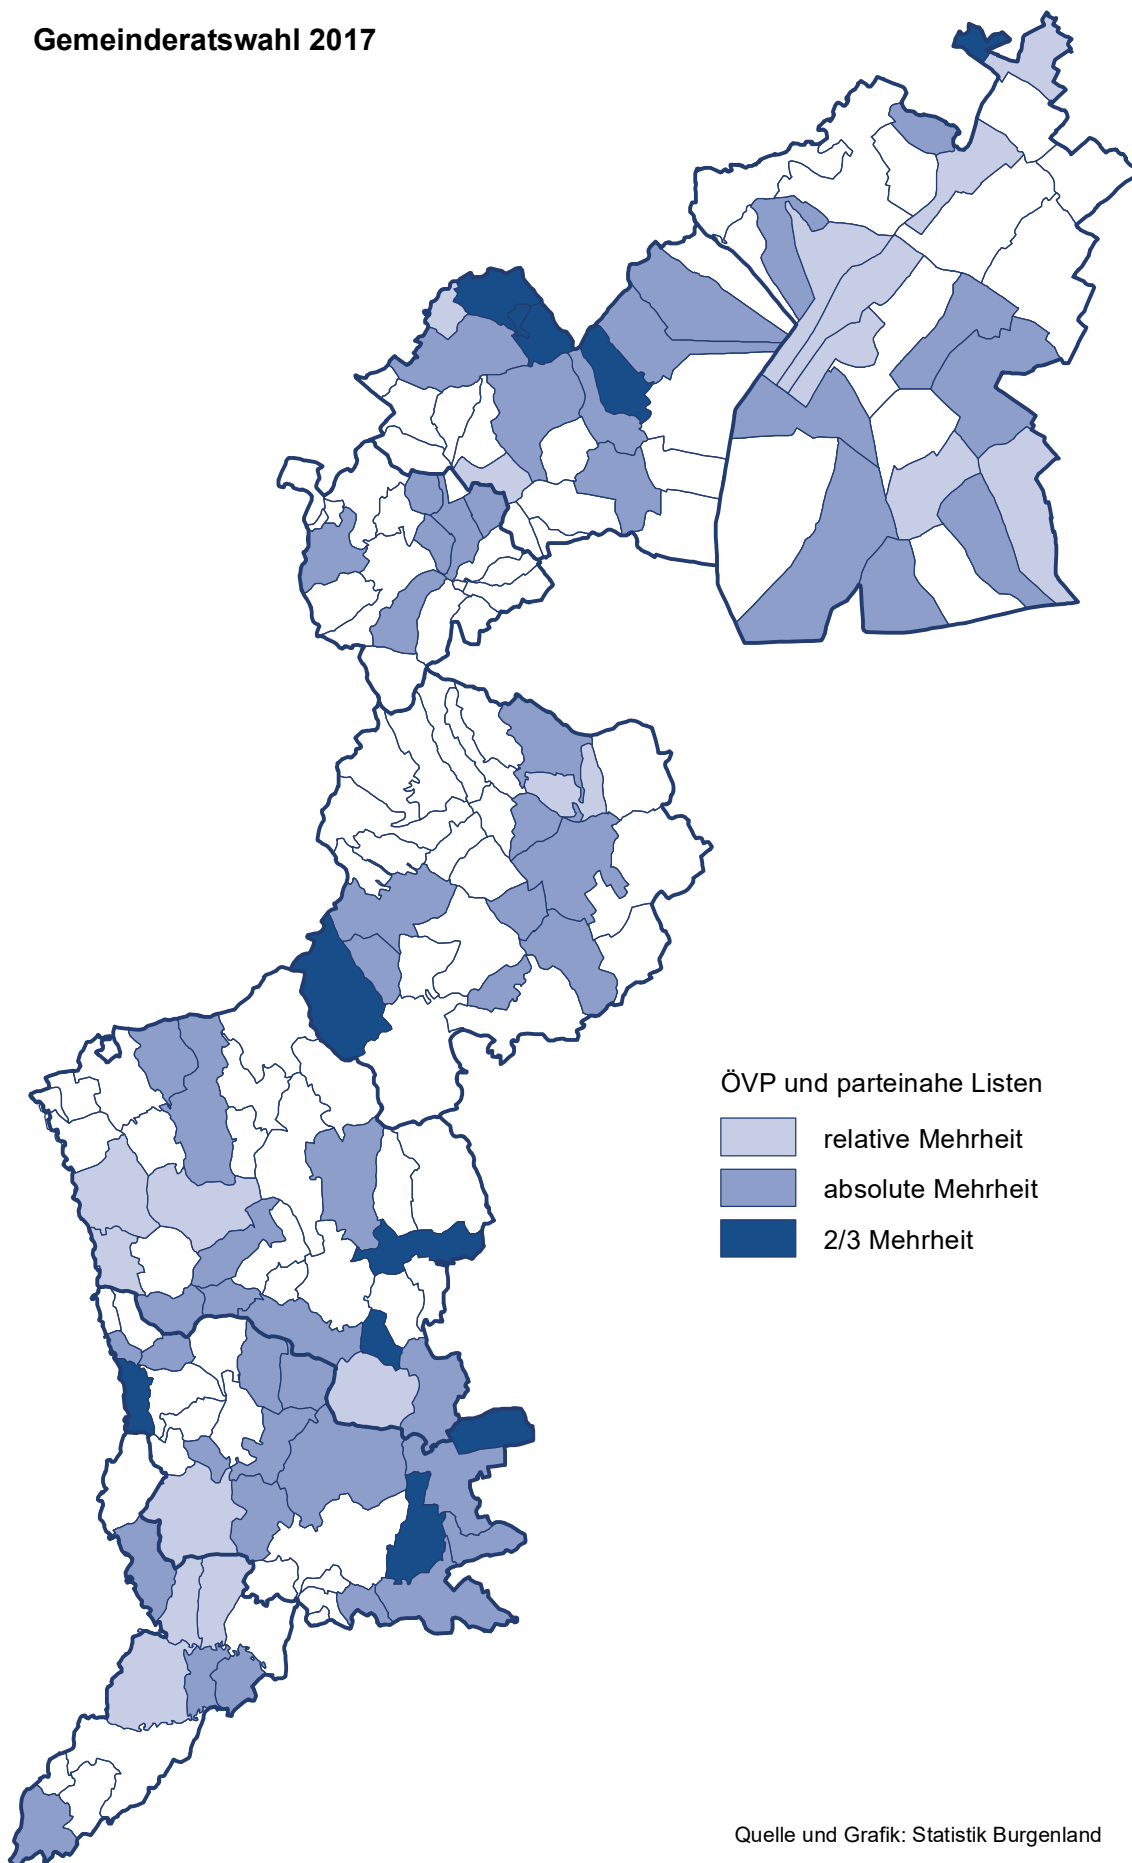 Gemeinderatswahl 2017
ÖVP und parteinahe Listen
relative Mehrheit
absolute Mehrheit
2/3 Mehrheit
Quelle und Grafik: Statistik Burgenland